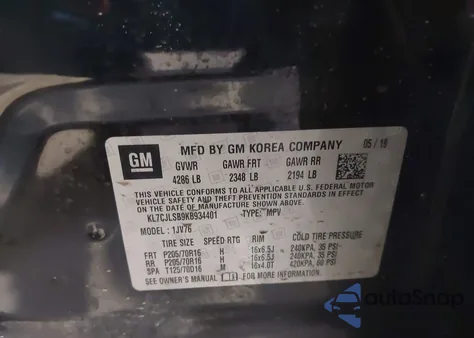 GM
MFD BY GM KOREA COMPANY 05/19
GVWR GAWR FRT GAWR RR
4286 LB 2348 LB 2194 LB
THIS VEHICLE CONFORMS TO ALL APPLICABLE U.S. FEDERAL MOTOR
VEHICLE SAFETY, BUMPER, AND THEFT PREVENTION STANDARDS
IN EFFECT ON THE DATE OF MANUFACTURE SHOWN ABOVE.
KL7CJLSB9KB934401 TYPE: MPV
MODEL: 1JV76
TIRE SIZE SPEED RTG RIM COLD TIRE PRESSURE
FRT P205/70R16 H 16x6.5J 240KPA, 35 PSI
RR P205/70R16 H 16x6.5J 240KPA, 35 PSI
SPA T125/70D16 M 16x4.0T 420KPA, 60 PSI
SEE OWNER'S MANUAL FOR ADDITIONAL INFORMATION.
autosnap